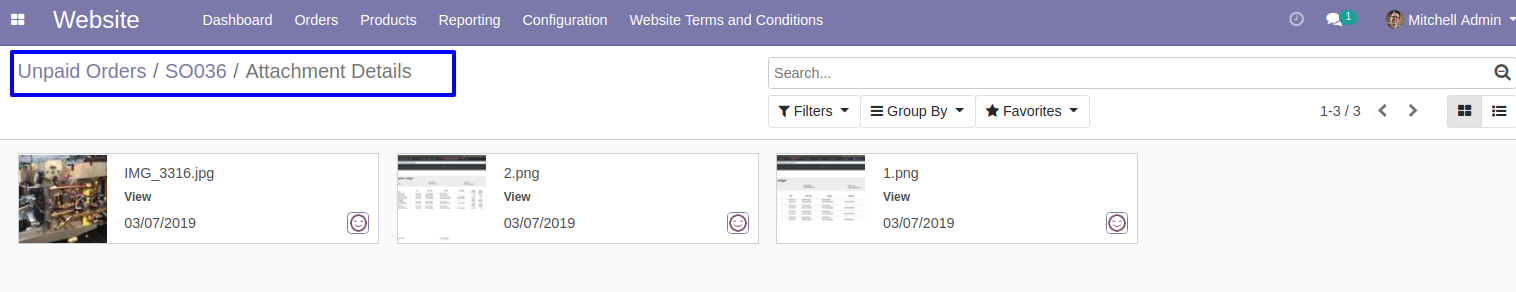 Website Dashboard Orders Products Reporting Configuration Website Terms and Conditions 1 Mitchell Admin
Unpaid Orders / SO036 / Attachment Details
Search...
Filters Group By Favorites 1-3 / 3
IMG_3316.jpg 2.png 1.png
View View View
03/07/2019 03/07/2019 03/07/2019